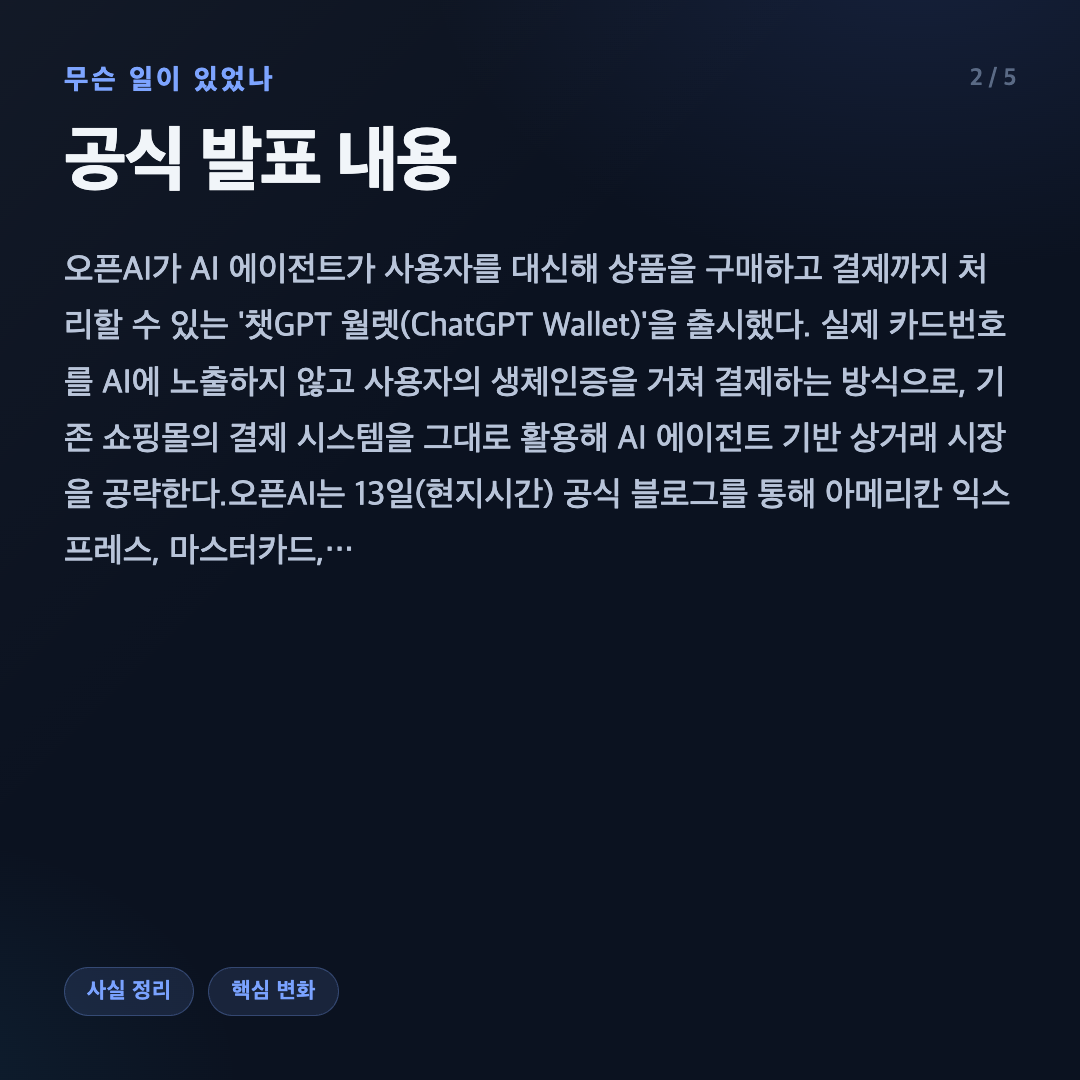 무슨 일이 있었나
2 / 5
공식 발표 내용
오픈AI가 AI 에이전트가 사용자를 대신해 상품을 구매하고 결제까지 처
리할 수 있는 '챗GPT 월렛(ChatGPT Wallet)'을 출시했다. 실제 카드번호
를 AI에 노출하지 않고 사용자의 생체인증을 거쳐 결제하는 방식으로, 기
존 쇼핑몰의 결제 시스템을 그대로 활용해 AI 에이전트 기반 상거래 시장
을 공략한다.오픈AI는 13일(현지시간) 공식 블로그를 통해 아메리칸 익스
프레스, 마스터카드,…
사실 정리
핵심 변화